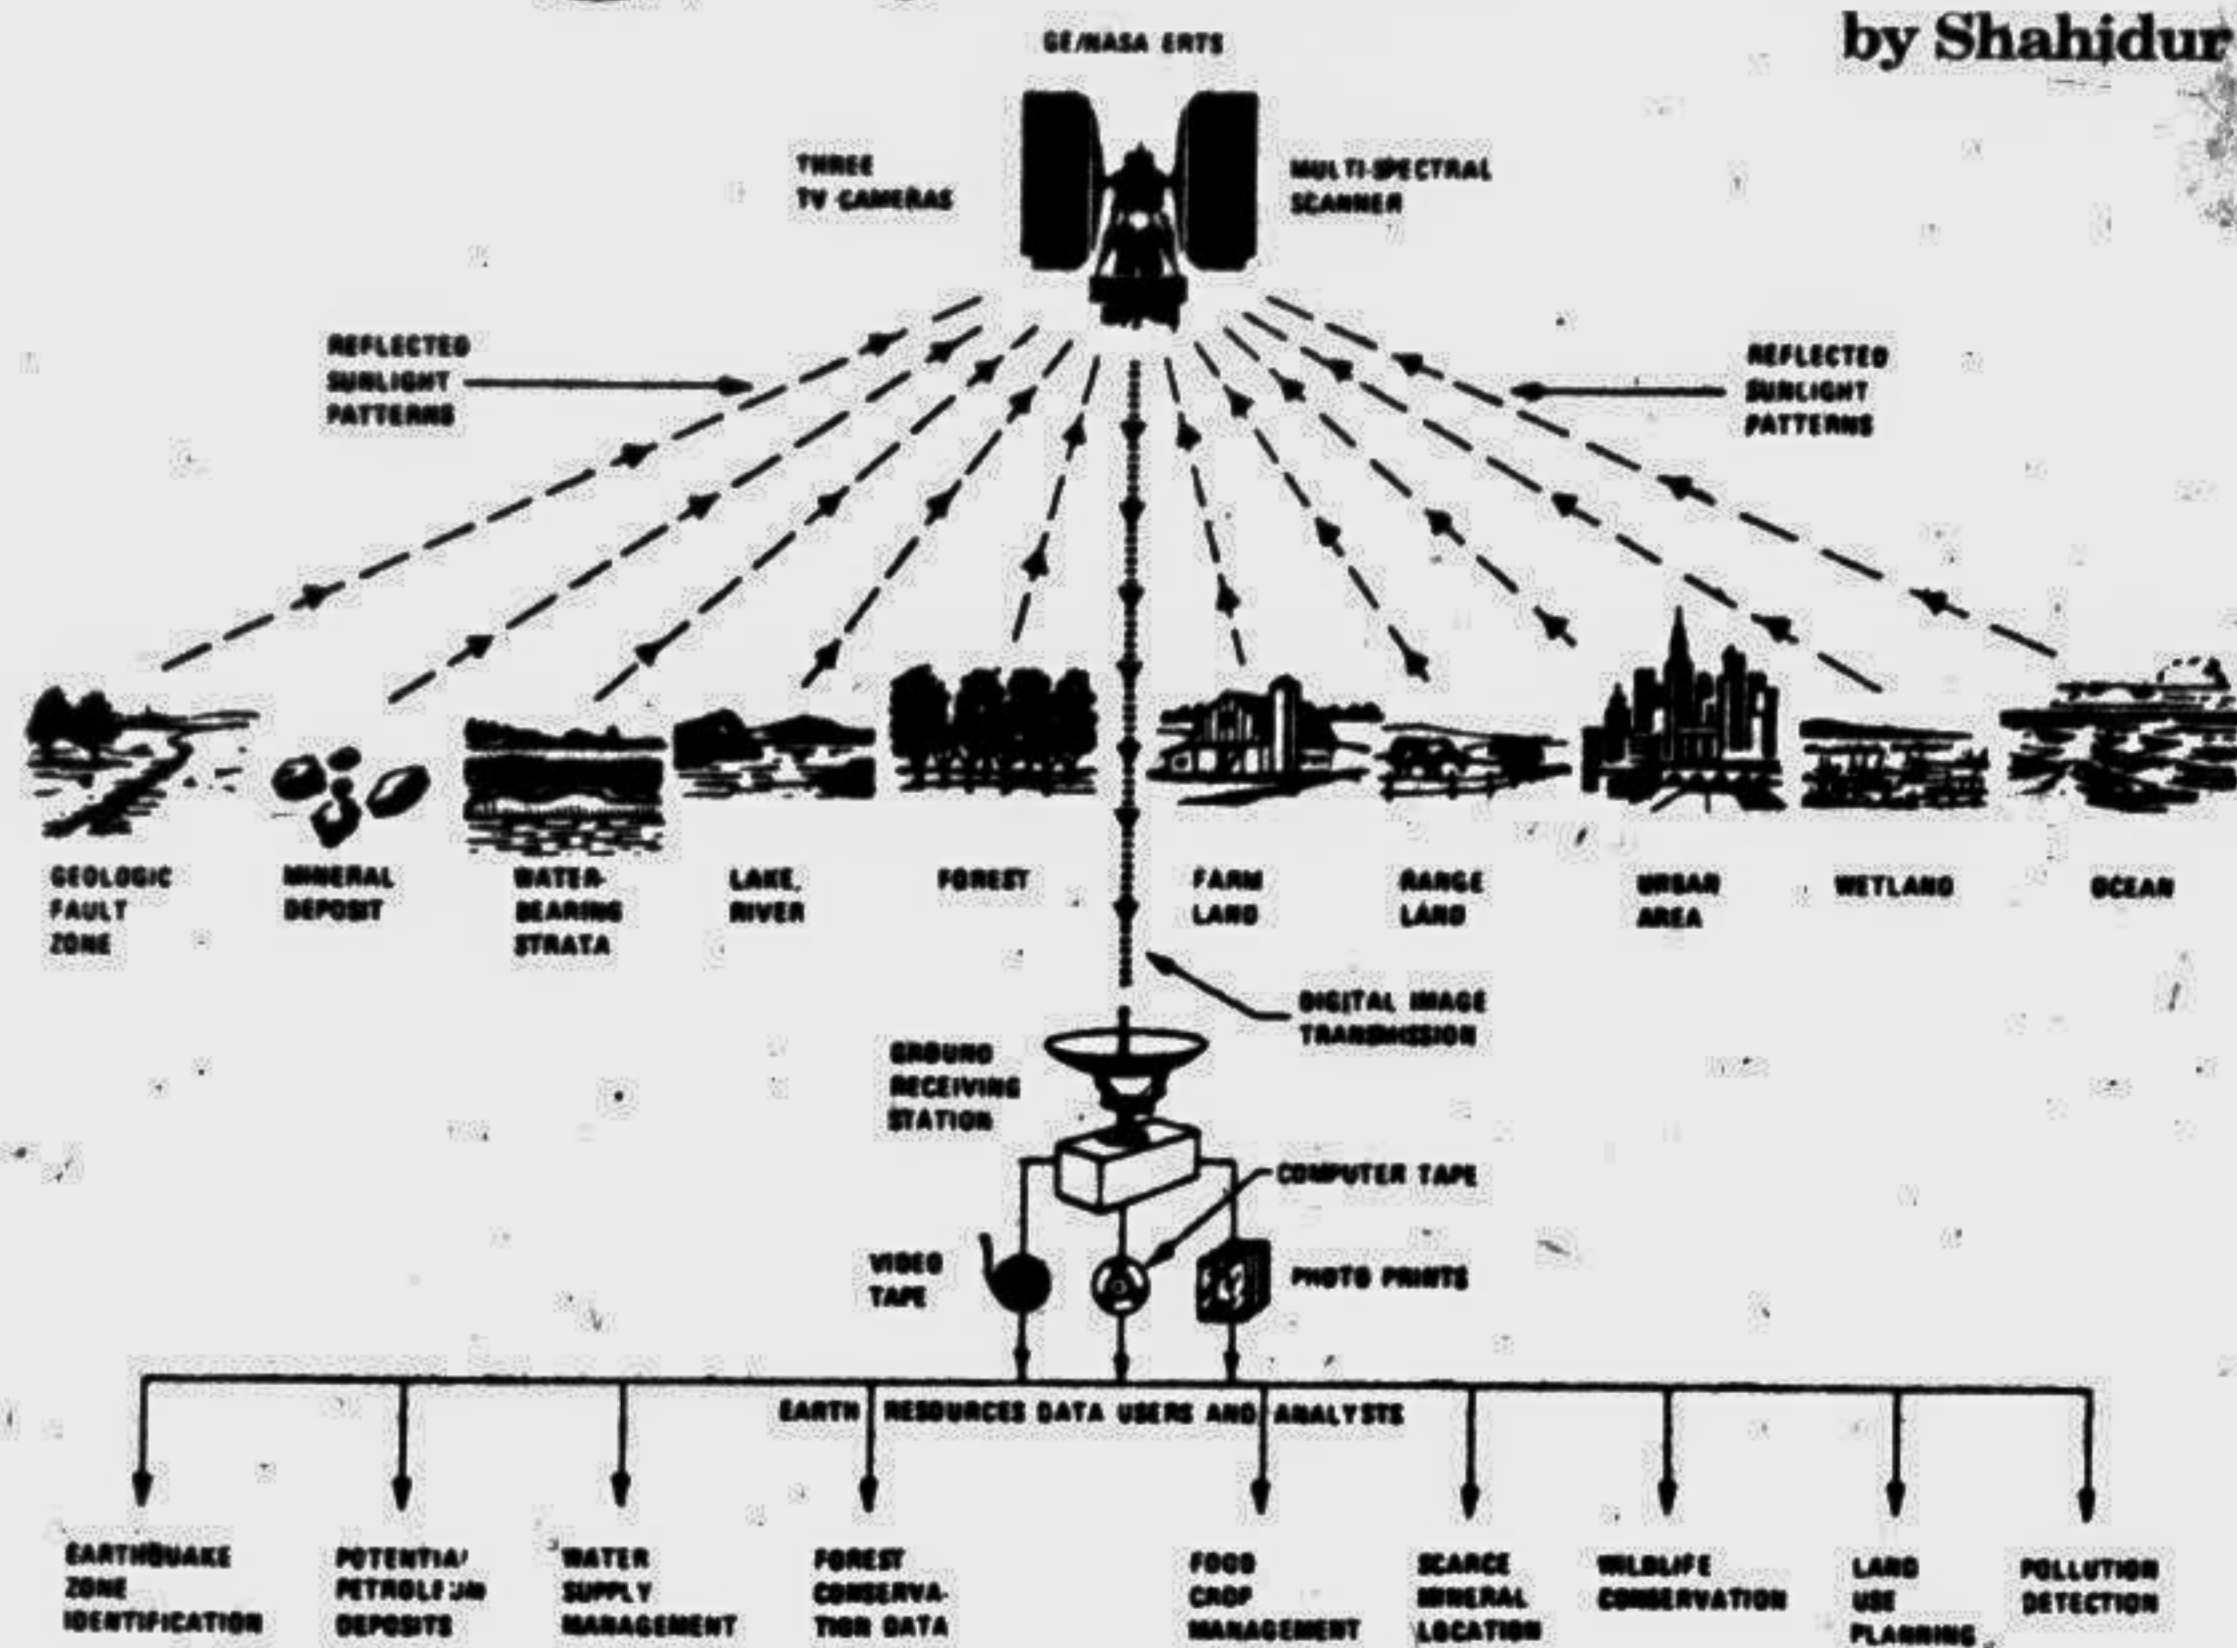 by Shahidur
GE/NASA ERTS
THREE
TV CAMERAS
MULTI-SPECTRAL
SCANNER
REFLECTED
SUNLIGHT
PATTERNS
REFLECTED
SUNLIGHT
PATTERNS
GEOLOGIC
FAULT
ZONE
MINERAL
DEPOSIT
WATER-
BEARING
STRATA
LAKE,
RIVER
FOREST
FARM
LAND
RANGE
LAND
URBAN
AREA
WETLAND
OCEAN
DIGITAL IMAGE
TRANSMISSION
GROUND
RECEIVING
STATION
COMPUTER TAPE
VIDEO
TAPE
PHOTO PRINTS
EARTH RESOURCES DATA USERS AND ANALYSTS
EARTHQUAKE
ZONE
IDENTIFICATION
POTENTIAL
PETROLEUM
DEPOSITS
WATER
SUPPLY
MANAGEMENT
FOREST
CONSERVA-
TION DATA
FOOD
CROP
MANAGEMENT
SCARCE
MINERAL
LOCATION
WILDLIFE
CONSERVATION
LAND
USE
PLANNING
POLLUTION
DETECTION